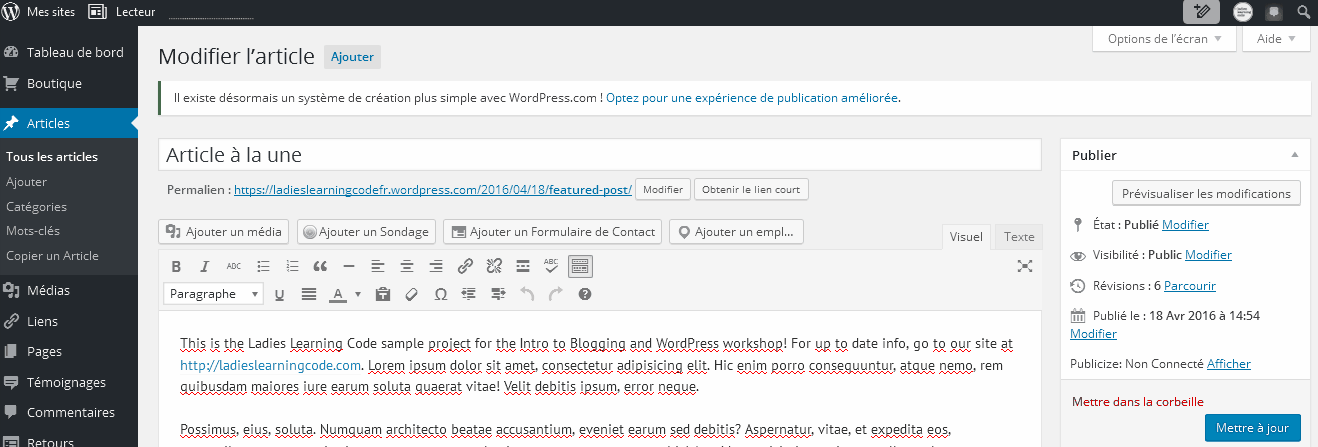 Mes sites Lecteur
Tableau de bord
Boutique
Articles
Tous les articles
Ajouter
Catégories
Mots-clés
Copier un Article
Médias
Liens
Pages
Témoignages
Commentaires
Retours
Options de l'écran Aide
Modifier l'article Ajouter
Il existe désormais un système de création plus simple avec WordPress.com ! Optez pour une expérience de publication améliorée.
Article à la une
Permalien : https://ladieslearningcodefr.wordpress.com/2016/04/18/featured-post/ Modifier Obtenir le lien court
Ajouter un média Ajouter un Sondage Ajouter un Formulaire de Contact Ajouter un empl...
Visuel Texte
B I ABC ABC
Paragraphe U A Ω
This is the Ladies Learning Code sample project for the Intro to Blogging and WordPress workshop! For up to date info, go to our site at
http://ladieslearningcode.com. Lorem ipsum dolor sit amet, consectetur adipisicing elit. Hic enim porro consequuntur, atque nemo, rem
quibusdam maiores iure earum soluta quaerat vitae! Velit debitis ipsum, error neque.
Possimus, eius, soluta. Numquam architecto beatae accusantium, eveniet earum sed debitis? Aspernatur, vitae, et expedita eos,
Publier
Prévisualiser les modifications
État : Publié Modifier
Visibilité : Public Modifier
Révisions : 6 Parcourir
Publié le : 18 Avr 2016 à 14:54
Modifier
Publicize: Non Connecté Afficher
Mettre dans la corbeille
Mettre à jour